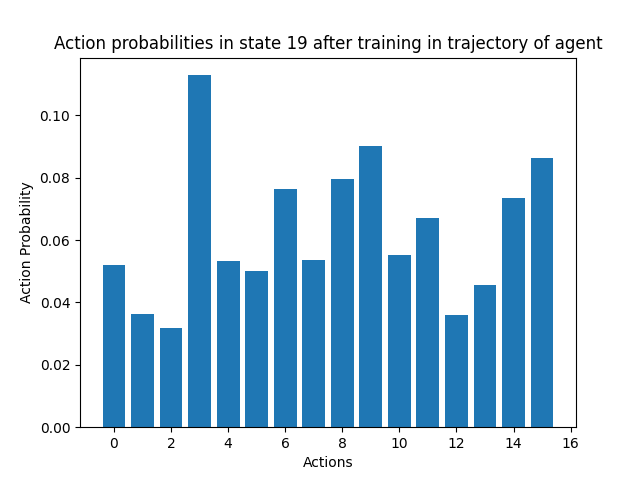 Action probabilities in state 19 after training in trajectory of agent
Action Probability
0.10
0.08
0.06
0.04
0.02
0.00
0 2 4 6 8 10 12 14 16
Actions